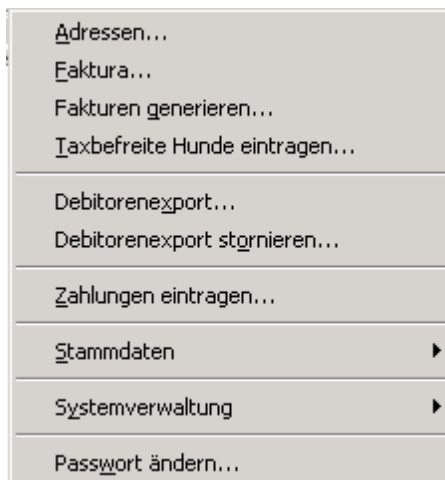 Adressen...
Faktura...
Fakturen generieren...
Taxbefreite Hunde eintragen...
Debitorenexport...
Debitorenexport stornieren...
Zahlungen eintragen...
Stammdaten
Systemverwaltung
Passwort ändern...